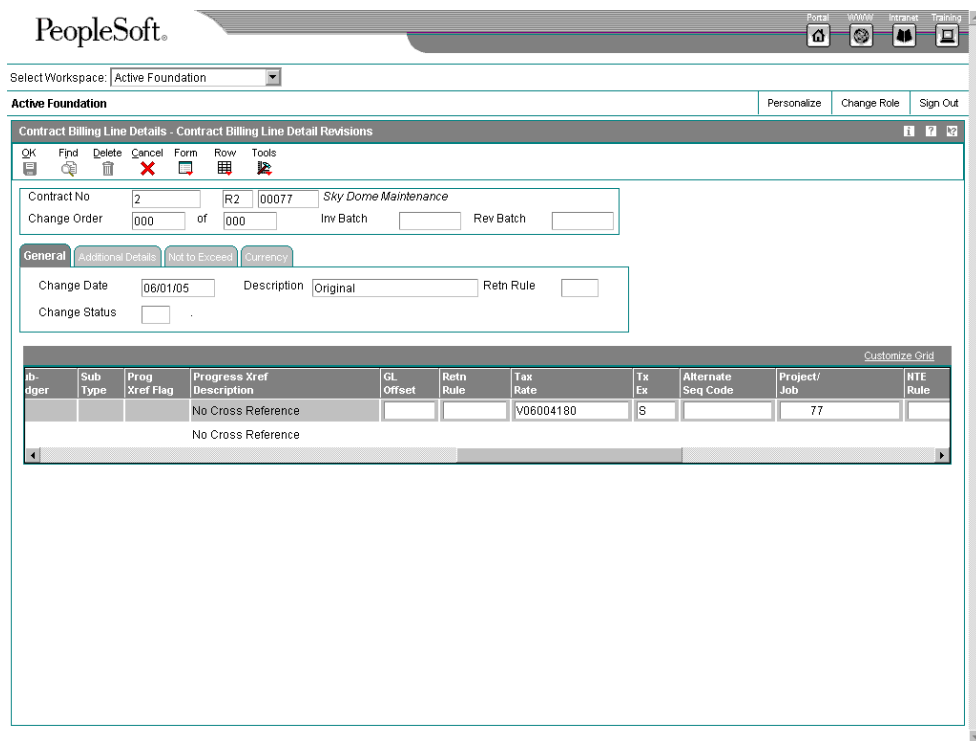 PeopleSoft.
Portal WWW Intranet Training
Select Workspace: Active Foundation
Active Foundation Personalize Change Role Sign Out
Contract Billing Line Details - Contract Billing Line Detail Revisions i ?
OK Find Delete Cancel Form Row Tools
Contract No 2 R2 00077 Sky Dome Maintenance
Change Order 000 of 000 Inv Batch Rev Batch
General Additional Details Not to Exceed Currency
Change Date 06/01/05 Description Original Retn Rule
Change Status .
Customize Grid
ub- Sub Prog Progress Xref GL Retn Tax Tx Alternate Project/ NTE
dger Type Xref Flag Description Offset Rule Rate Ex Seq Code Job Rule
No Cross Reference V06004180 S 77
No Cross Reference